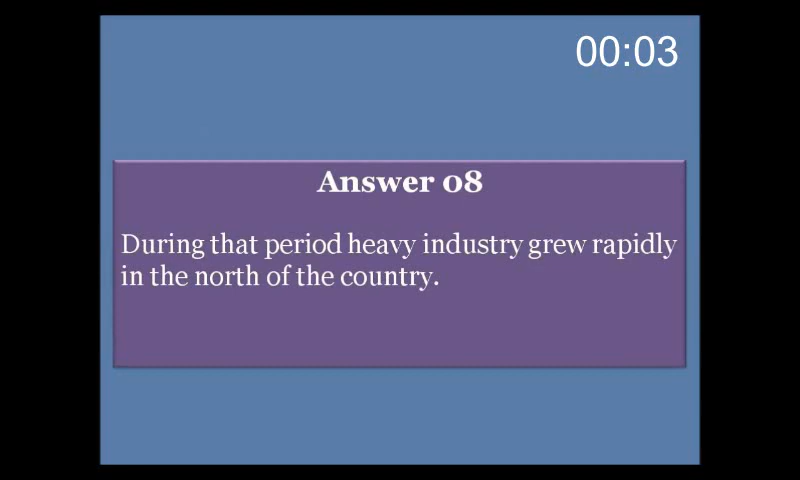 00:03
Answer 08
During that period heavy industry grew rapidly
in the north of the country.